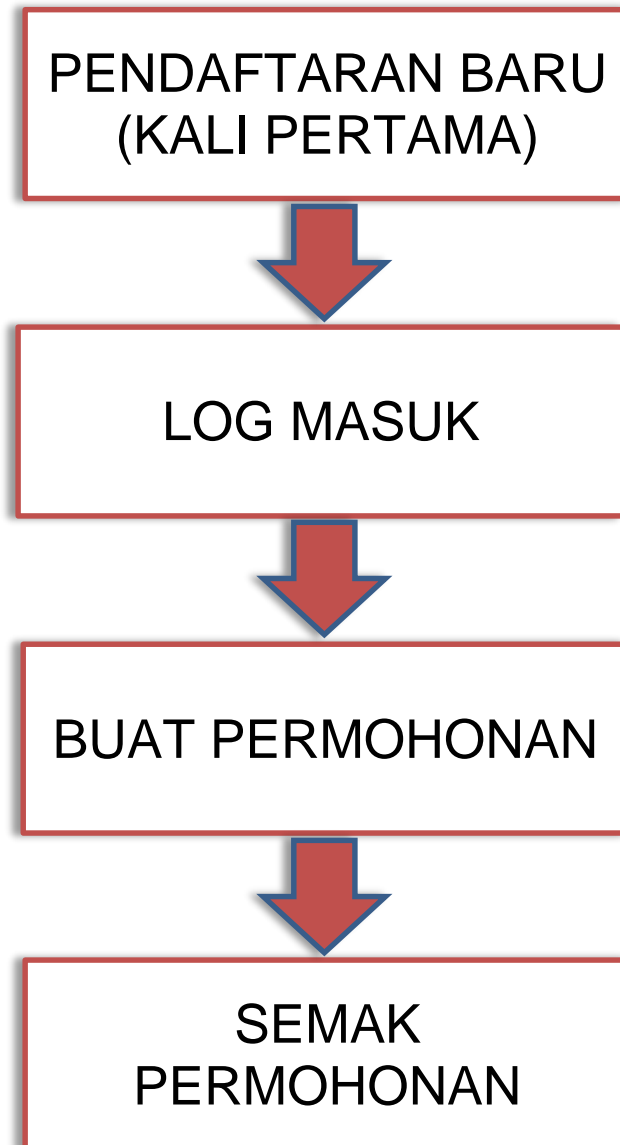 PENDAFTARAN BARU
(KALI PERTAMA)
LOG MASUK
BUAT PERMOHONAN
SEMAK
PERMOHONAN